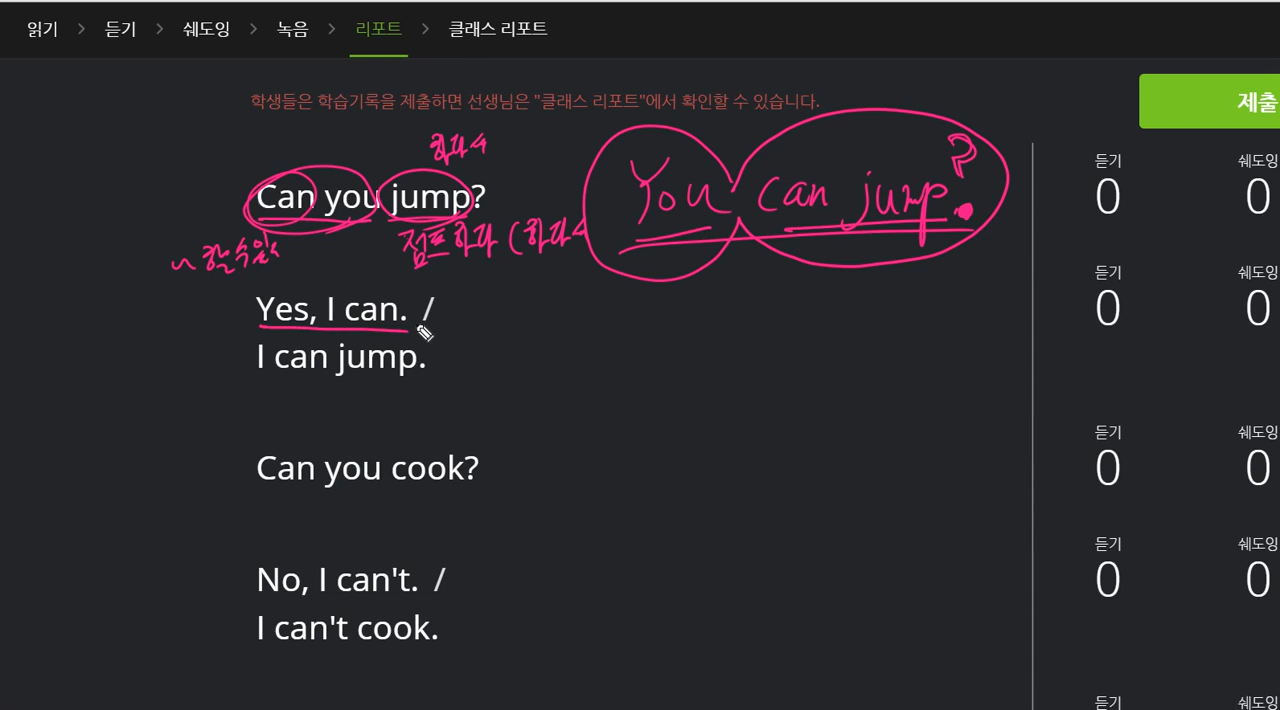 읽기 > 듣기 > 쉐도잉 > 녹음 > 리포트 > 클래스 리포트
학생들은 학습기록을 제출하면 선생님은 "클래스 리포트"에서 확인할 수 있습니다.
제출
하다
Can you jump?
You can jump.?
점프하다 (하다
~할 수 있
Yes, I can. /
I can jump.
Can you cook?
No, I can't. /
I can't cook.
듣기 쉐도잉
0 0
듣기 쉐도잉
0 0
듣기 쉐도잉
0 0
듣기 쉐도잉
0 0
듣기 쉐도잉